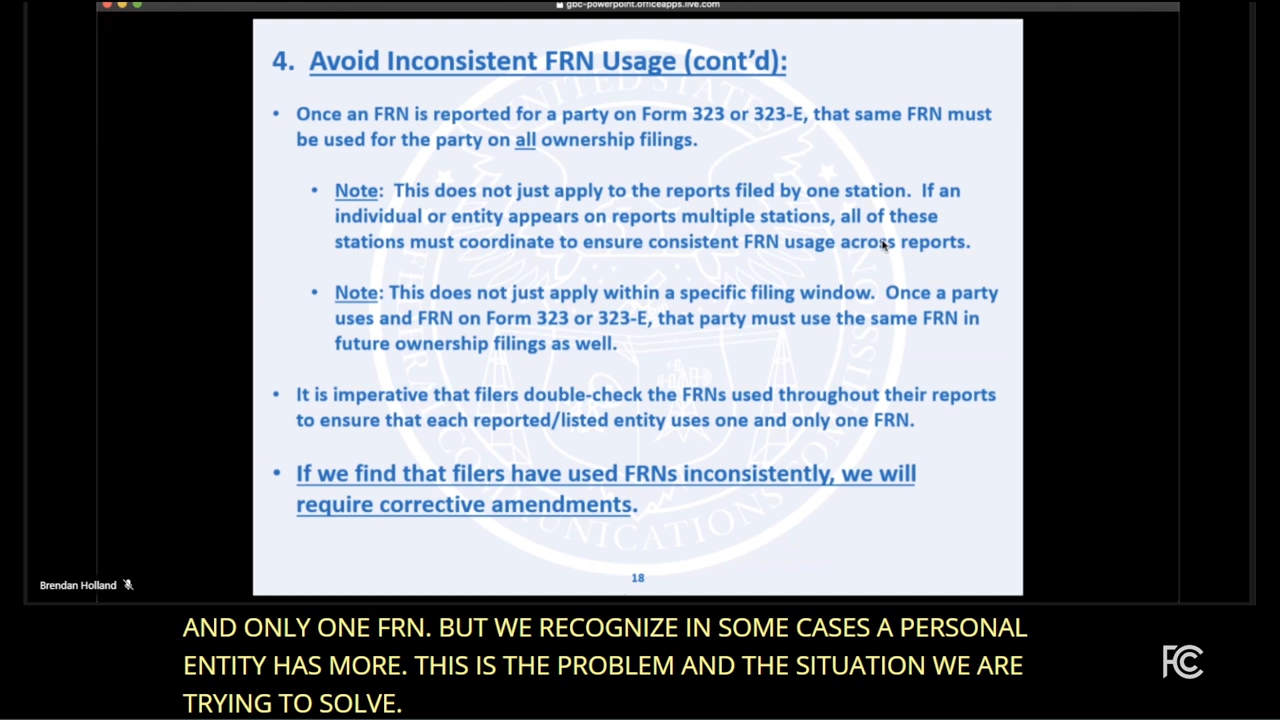 gbc-powerpoint.officeapps.live.com
4. Avoid Inconsistent FRN Usage (cont’d):
• Once an FRN is reported for a party on Form 323 or 323-E, that same FRN must
be used for the party on all ownership filings.
• Note: This does not just apply to the reports filed by one station. If an
individual or entity appears on reports multiple stations, all of these
stations must coordinate to ensure consistent FRN usage across reports.
• Note: This does not just apply within a specific filing window. Once a party
uses and FRN on Form 323 or 323-E, that party must use the same FRN in
future ownership filings as well.
• It is imperative that filers double-check the FRNs used throughout their reports
to ensure that each reported/listed entity uses one and only one FRN.
• If we find that filers have used FRNs inconsistently, we will
require corrective amendments.
18
Brendan Holland
AND ONLY ONE FRN. BUT WE RECOGNIZE IN SOME CASES A PERSONAL
ENTITY HAS MORE. THIS IS THE PROBLEM AND THE SITUATION WE ARE
TRYING TO SOLVE.
FCC
UNITED STATES
FEDERAL COMMUNICATIONS COMMISSION